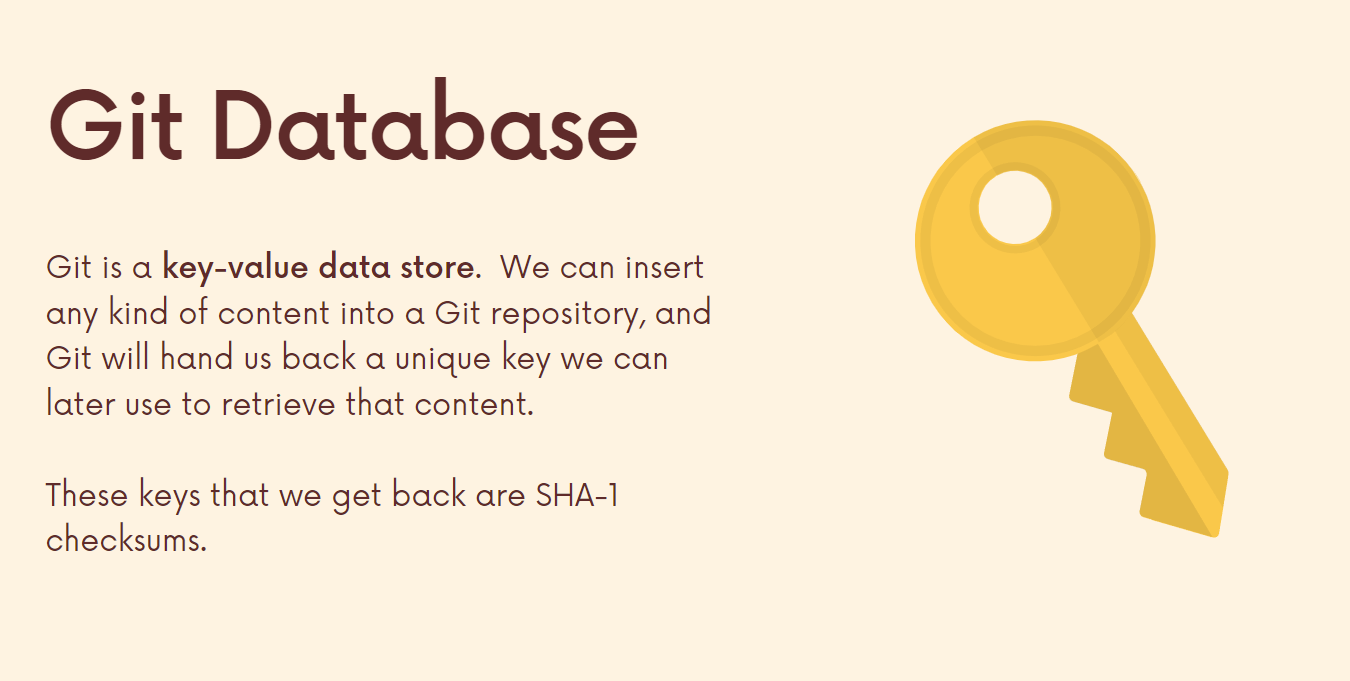 Git Database
Git is a key-value data store.  We can insert
any kind of content into a Git repository, and
Git will hand us back a unique key we can
later use to retrieve that content.
These keys that we get back are SHA-1
checksums.